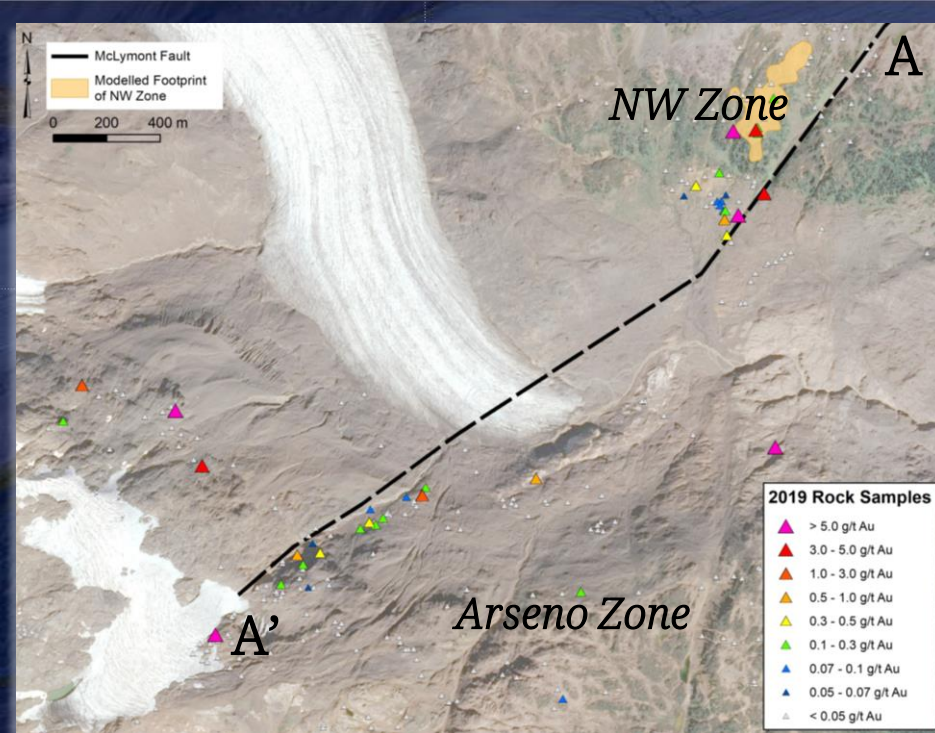 N
McLymont Fault
Modelled Footprint
of NW Zone
0 200 400 m
A
NW Zone
Arseno Zone
A’
2019 Rock Samples
> 5.0 g/t Au
3.0 - 5.0 g/t Au
1.0 - 3.0 g/t Au
0.5 - 1.0 g/t Au
0.3 - 0.5 g/t Au
0.1 - 0.3 g/t Au
0.07 - 0.1 g/t Au
0.05 - 0.07 g/t Au
< 0.05 g/t Au